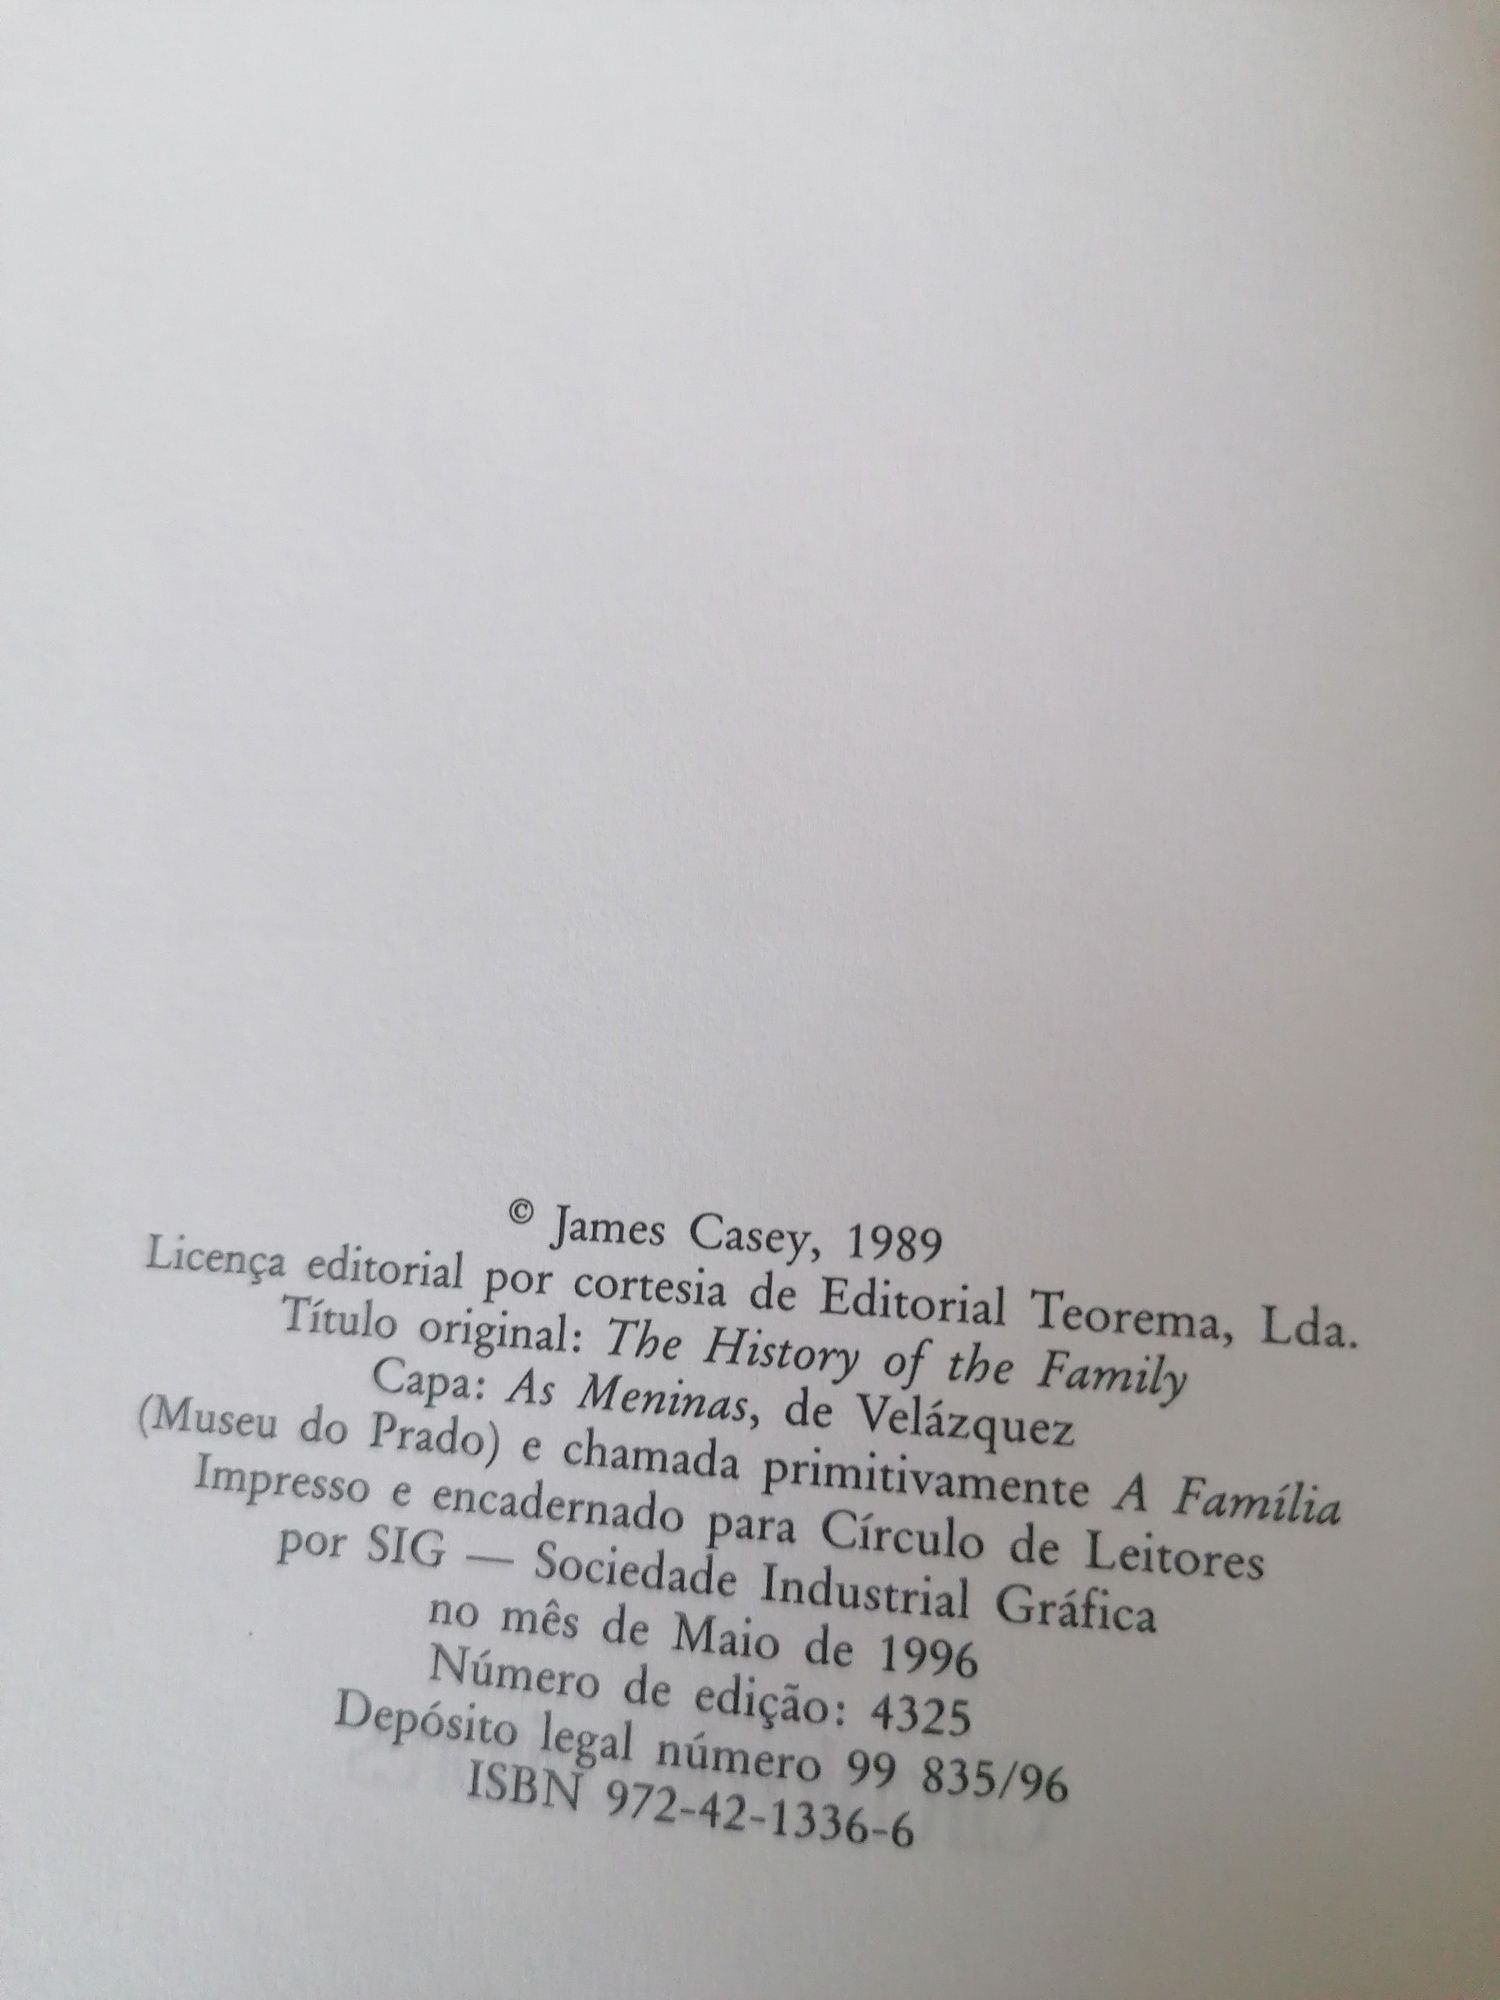 © James Casey, 1989
Licença editorial por cortesia de Editorial Teorema, Lda.
Título original: The History of the Family
Capa: As Meninas, de Velázquez
(Museu do Prado) e chamada primitivamente A Família
Impresso e encadernado para Círculo de Leitores
por SIG — Sociedade Industrial Gráfica
no mês de Maio de 1996
Número de edição: 4325
Depósito legal número 99 835/96
ISBN 972-42-1336-6